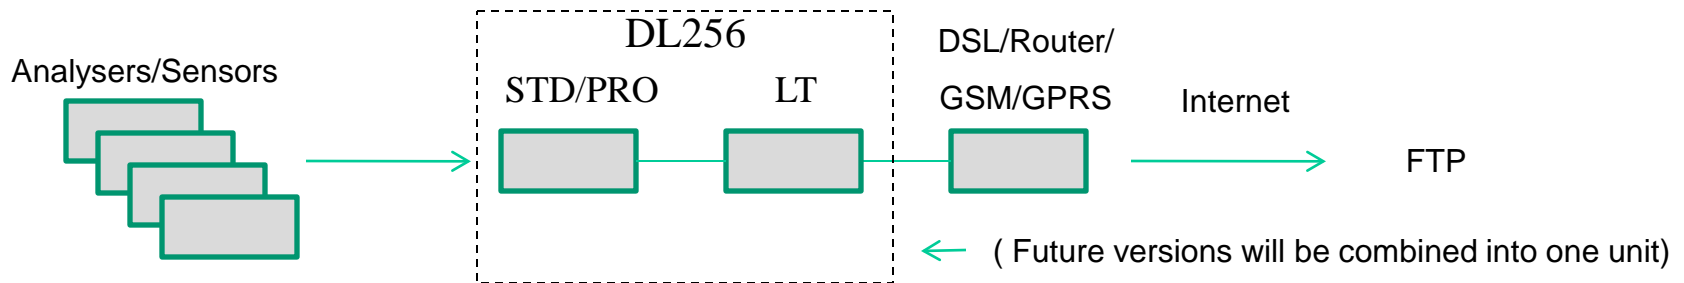 Analysers/Sensors
DL256
STD/PRO
LT
DSL/Router/
GSM/GPRS
Internet
FTP
( Future versions will be combined into one unit)